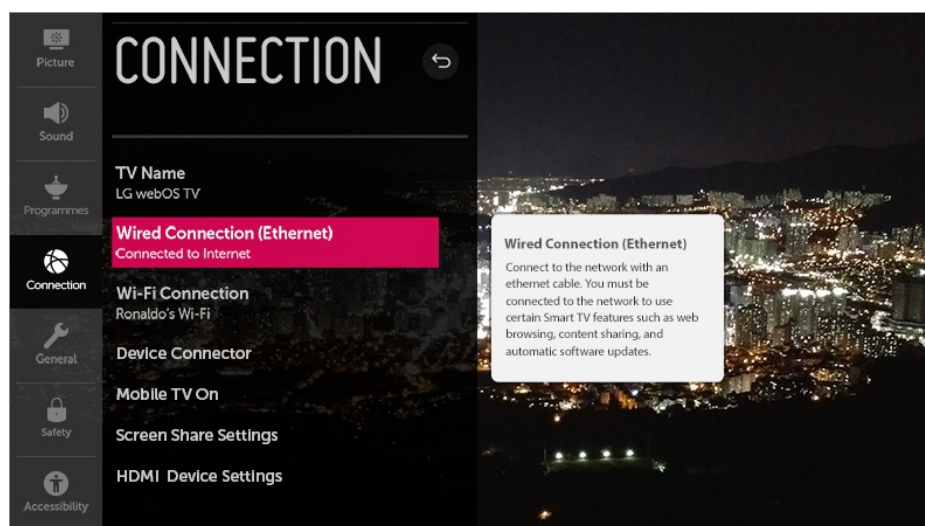 Picture
Sound
Programmes
Connection
General
Safety
Accessibility
CONNECTION
TV Name
LG webOS TV
Wired Connection (Ethernet)
Connected to Internet
Wi-Fi Connection
Ronaldo's Wi-Fi
Device Connector
Mobile TV On
Screen Share Settings
HDMI Device Settings
Wired Connection (Ethernet)
Connect to the network with an
ethernet cable. You must be
connected to the network to use
certain Smart TV features such as web
browsing, content sharing, and
automatic software updates.